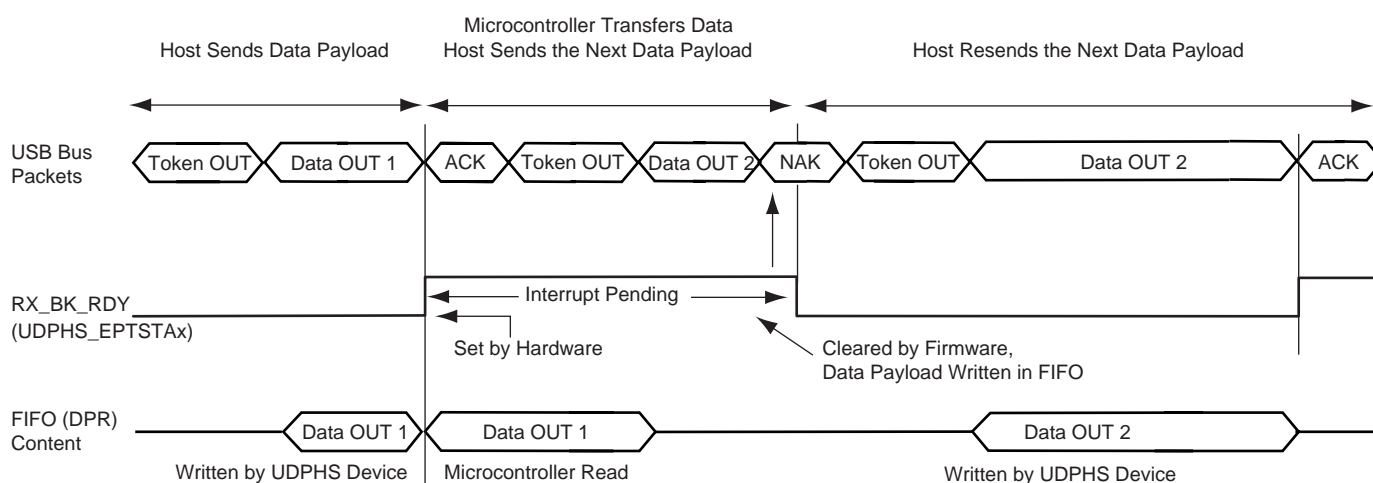 Microcontroller Transfers Data
Host Sends Data Payload
Host Sends the Next Data Payload
Host Resends the Next Data Payload
USB Bus
Packets
Token OUT
Data OUT 1
ACK
Token OUT
Data OUT 2
NAK
Token OUT
Data OUT 2
ACK
Interrupt Pending
RX_BK_RDY
(UDPHS_EPTSTAx)
Set by Hardware
Cleared by Firmware,
Data Payload Written in FIFO
FIFO (DPR)
Content
Data OUT 1
Data OUT 1
Data OUT 2
Written by UDPHS Device
Microcontroller Read
Written by UDPHS Device